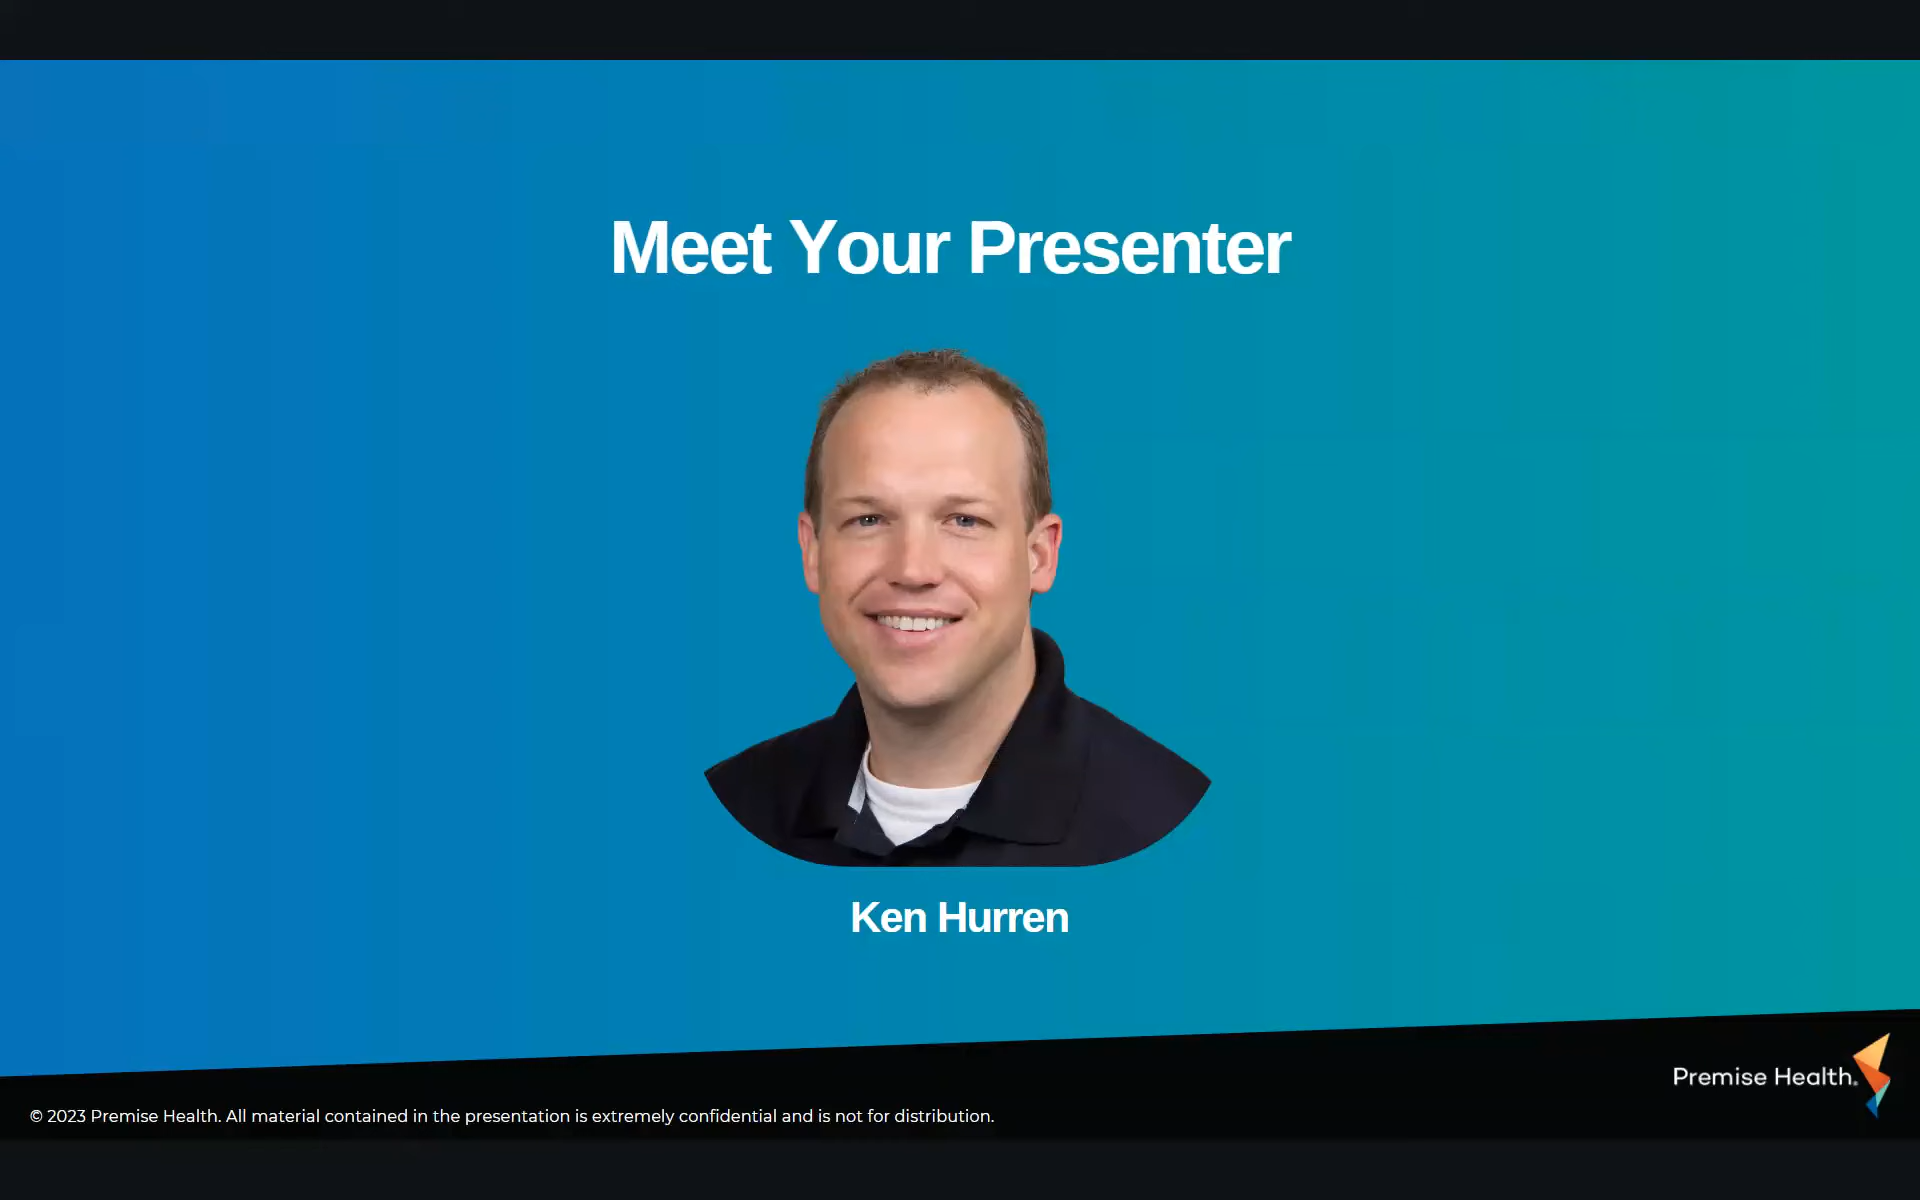 Meet Your Presenter
Ken Hurren
Premise Health.
© 2023 Premise Health. All material contained in the presentation is extremely confidential and is not for distribution.